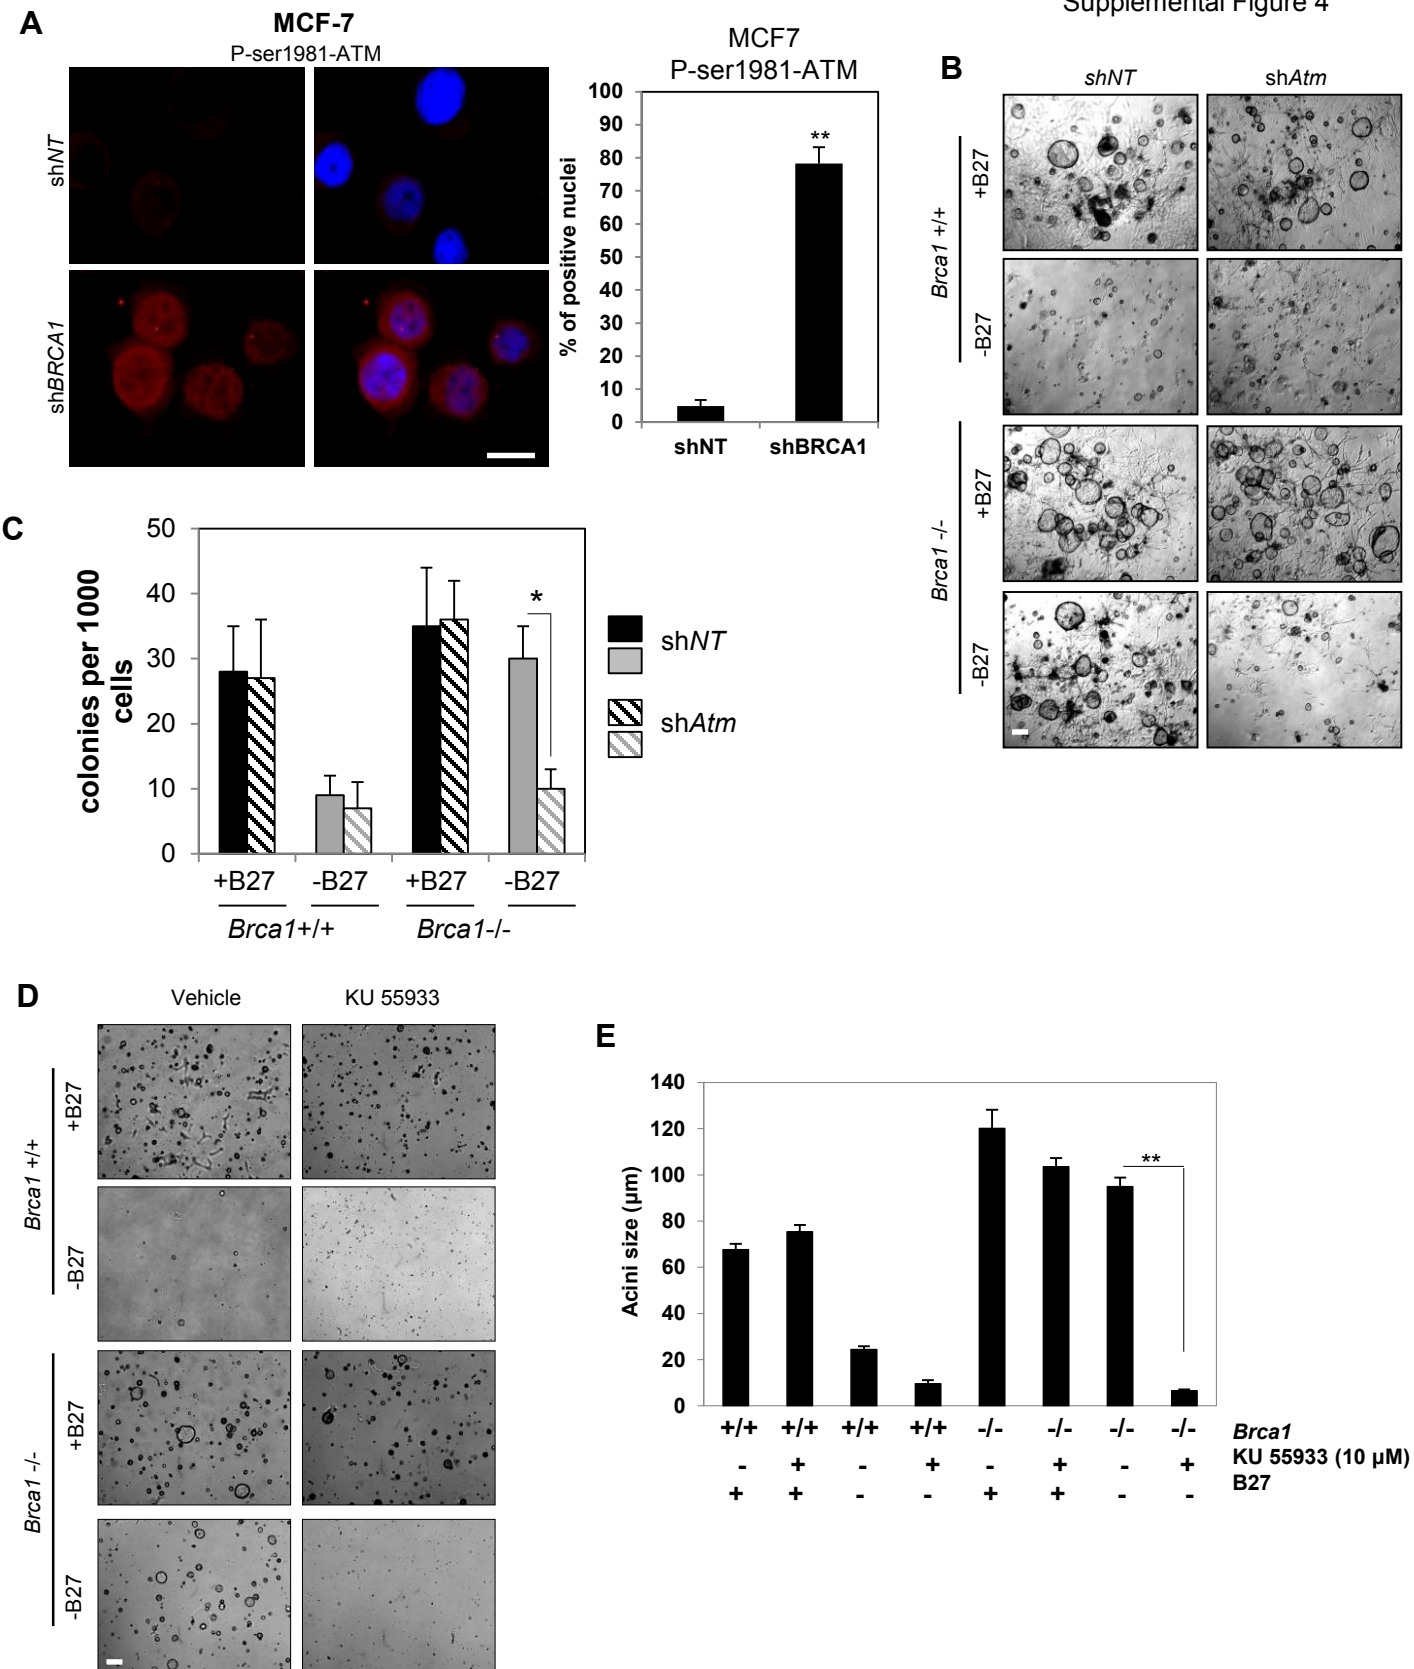 Supplemental Figure 4
A
MCF-7
P-ser1981-ATM
shNT
shBRCA1
MCF7
P-ser1981-ATM
% of positive nuclei
100
90
80
70
60
50
40
30
20
10
0
**
shNT
shBRCA1
B
shNT
shAtm
Brca1 +/+
+B27
-B27
Brca1 -/-
+B27
-B27
C
colonies per 1000
cells
50
40
30
20
10
0
*
+B27
-B27
+B27
-B27
Brca1+/+
Brca1-/-
shNT
shAtm
D
Vehicle
KU 55933
Brca1 +/+
+B27
-B27
Brca1 -/-
+B27
-B27
E
Acini size (µm)
140
120
100
80
60
40
20
0
**
+/+ +/+ +/+ +/+ -/- -/- -/- -/- Brca1
- + - + - + - + KU 55933 (10 µM)
+ + - - + + - - B27